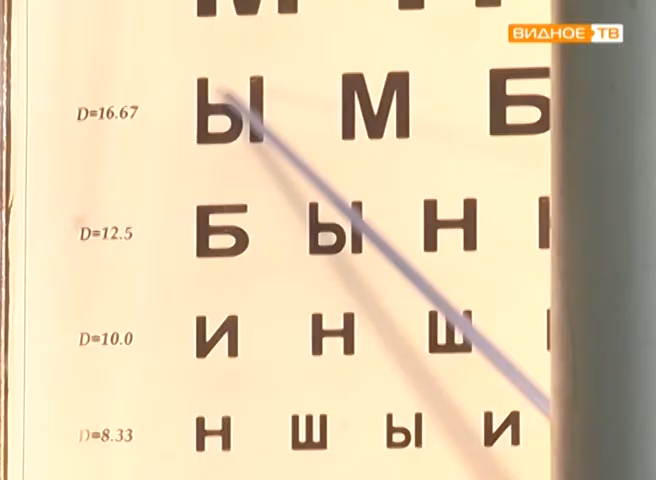 ВИДНОЕ ТВ
D=16.67 Ы М Б
D=12.5 Б Ы Н
D=10.0 И Н Ш
D=8.33 Н Ш Ы И